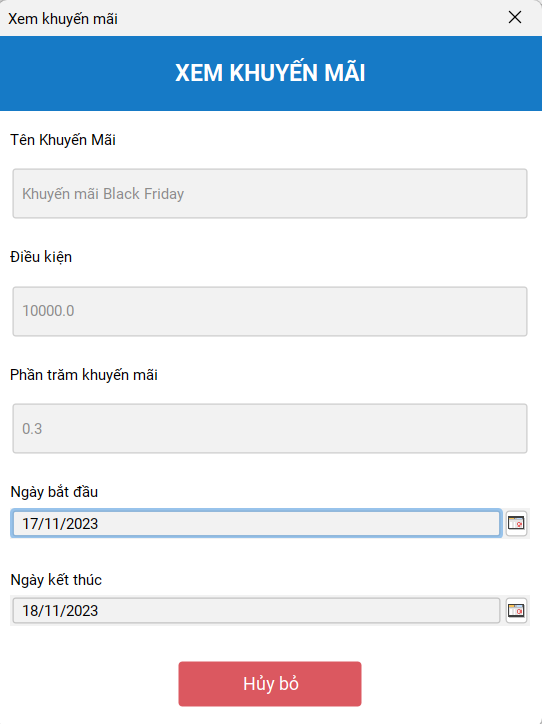 Xem khuyến mãi
XEM KHUYẾN MÃI
Tên Khuyến Mãi
Khuyến mãi Black Friday
Điều kiện
10000.0
Phần trăm khuyến mãi
0.3
Ngày bắt đầu
17/11/2023
Ngày kết thúc
18/11/2023
Hủy bỏ